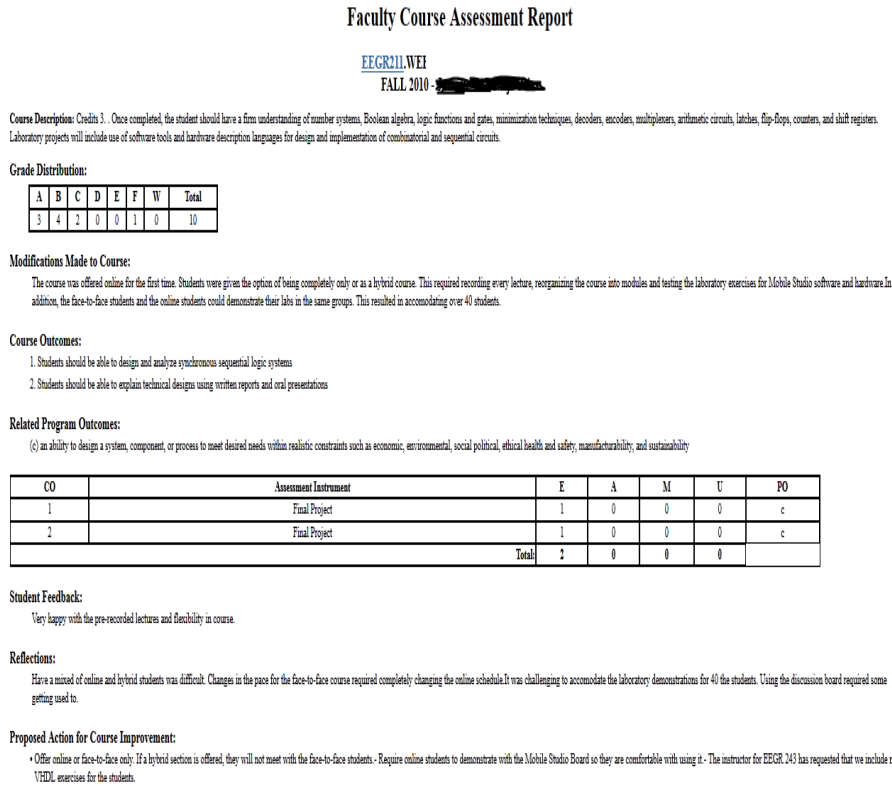 Faculty Course Assessment Report
EEGR211.WEI
FALL 2010 -
Course Description: Credits 3. . Once completed, the student should have a firm understanding of number systems, Boolean algebra, logic functions and gates, minimization techniques, decoders, encoders, multiplexers, arithmetic circuits, latches, flip-flops, counters, and shift registers.
Laboratory projects will include use of software tools and hardware description languages for design and implementation of combinatorial and sequential circuits.
Grade Distribution:
A B C D E F W Total
3 4 2 0 0 1 0 10
Modifications Made to Course:
The course was offered online for the first time. Students were given the option of being completely only or as a hybrid course. This required recording every lecture, reorganizing the course into modules and testing the laboratory exercises for Mobile Studio software and hardware.In
addition, the face-to-face students and the online students could demonstrate their labs in the same groups. This resulted in accomodating over 40 students.
Course Outcomes:
1. Students should be able to design and analyze synchronous sequential logic systems
2. Students should be able to explain technical designs using written reports and oral presentations
Related Program Outcomes:
(c) an ability to design a system, component, or process to meet desired needs within realistic constraints such as economic, environmental, social political, ethical health and safety, manufacturability, and sustainability
CO Assessment Instrument E A M U PO
1 Final Project 1 0 0 0 c
2 Final Project 1 0 0 0 c
Total: 2 0 0 0
Student Feedback:
Very happy with the pre-recorded lectures and flexibility in course.
Reflections:
Have a mixed of online and hybrid students was difficult. Changes in the pace for the face-to-face course required completely changing the online schedule.It was challenging to accomodate the laboratory demonstrations for 40 the students. Using the discussion board required some
getting used to.
Proposed Action for Course Improvement:
• Offer online or face-to-face only. If a hybrid section is offered, they will not meet with the face-to-face students.- Require online students to demonstrate with the Mobile Studio Board so they are comfortable with using it.- The instructor for EEGR 243 has requested that we include
VHDL exercises for the students.